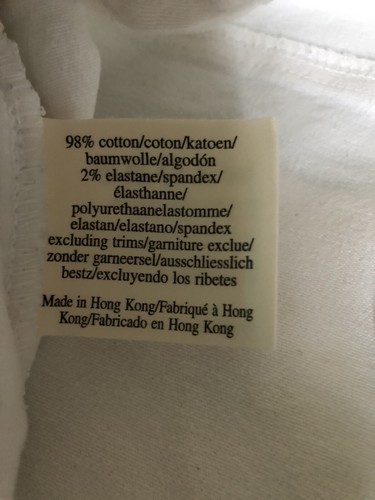 98% cotton/coton/katoen/
baumwolle/algodón
2% elastane/spandex/
élasthanne/
polyurethaanelastomme/
elastan/elastano/spandex
excluding trims/garniture exclue/
zonder garneersel/ausschliesslich
bestz/excluyendo los ribetes
Made in Hong Kong/Fabriqué à Hong
Kong/Fabricado en Hong Kong